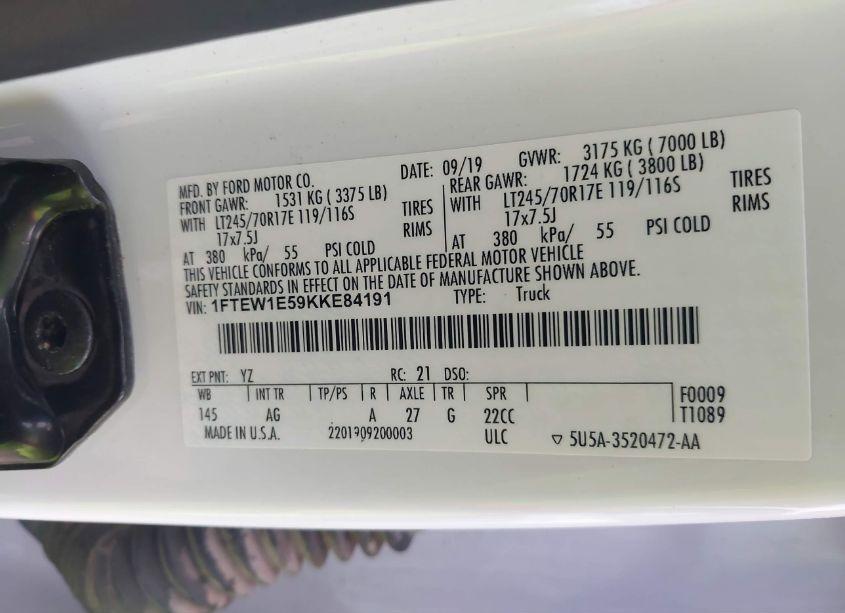 MFD. BY FORD MOTOR CO. DATE: 09/19 GVWR: 3175 KG ( 7000 LB)
FRONT GAWR: 1531 KG ( 3375 LB) REAR GAWR: 1724 KG ( 3800 LB)
WITH LT245/70R17E 119/116S TIRES WITH LT245/70R17E 119/116S TIRES
17x7.5J RIMS 17x7.5J RIMS
AT 380 kPa/ 55 PSI COLD AT 380 kPa/ 55 PSI COLD
THIS VEHICLE CONFORMS TO ALL APPLICABLE FEDERAL MOTOR VEHICLE
SAFETY STANDARDS IN EFFECT ON THE DATE OF MANUFACTURE SHOWN ABOVE.
VIN: 1FTEW1E59KKE84191 TYPE: Truck
EXT PNT: YZ RC: 21 DSO:
WB INT TR TP/PS R AXLE TR SPR F0009
145 AG A 27 G 22CC T1089
MADE IN U.S.A. 2201909200003 ULC 5U5A-3520472-AA